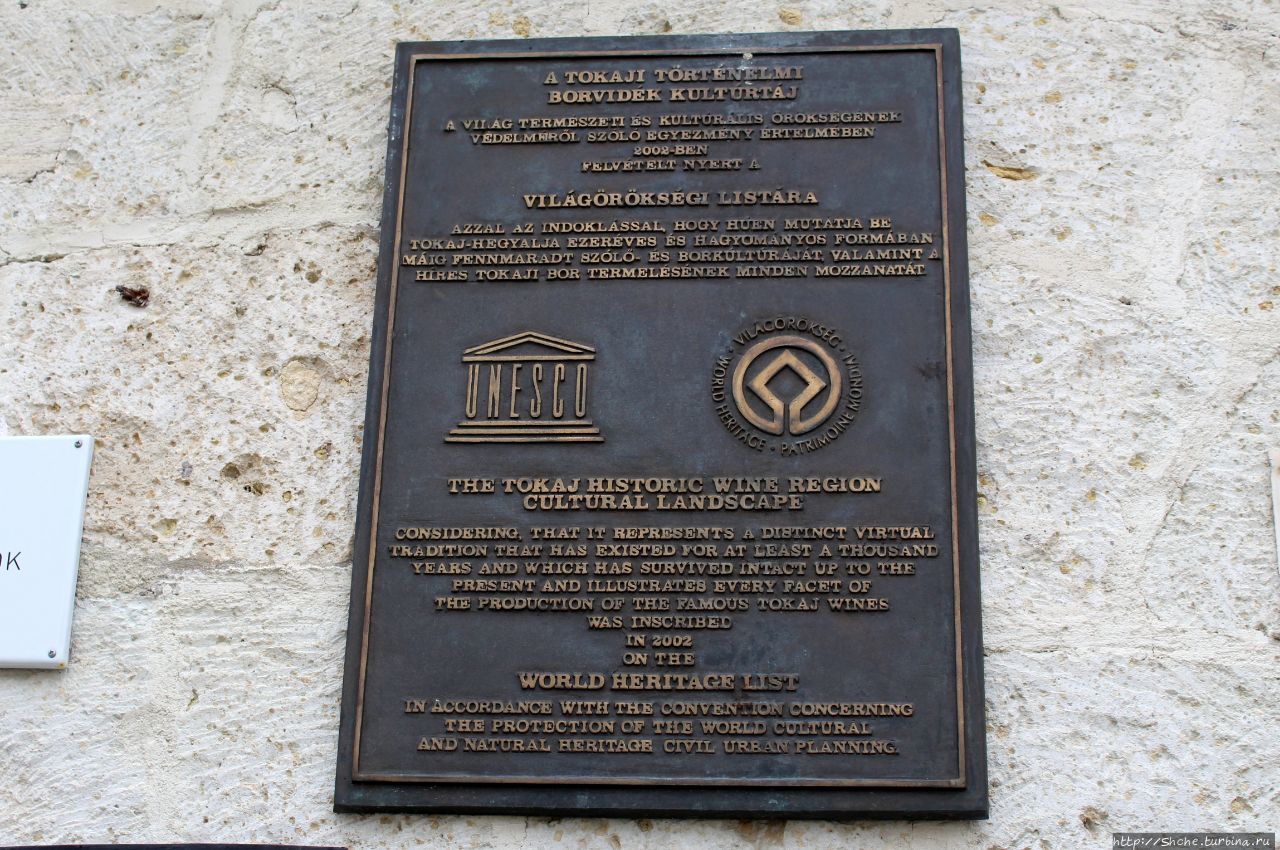 A TOKAJI TÖRTÉNELMI
BORVIDÉK KULTÚRTÁJ
A VILÁG TERMÉSZETI ÉS KULTURÁLIS ÖRÖKSÉGÉNEK
VÉDELMÉRŐL SZÓLÓ EGYEZMÉNY ÉRTELMÉBEN
2002-BEN
FELVÉTELT NYERT A
VILÁGÖRÖKSÉGI LISTÁRA
AZZAL AZ INDOKLÁSSAL, HOGY HŰEN MUTATJA BE
TOKAJ-HEGYALJA EZERÉVES ÉS HAGYOMÁNYOS FORMÁBAN
MÁIG FENNMARADT SZŐLŐ- ÉS BORKULTÚRÁJÁT, VALAMINT A
HÍRES TOKAJI BOR TERMELÉSÉNEK MINDEN MOZZANATÁT
UNESCO
VILÁGÖRÖKSÉG · WORLD HERITAGE · PATRIMOINE MONDIAL ·
THE TOKAJ HISTORIC WINE REGION
CULTURAL LANDSCAPE
CONSIDERING, THAT IT REPRESENTS A DISTINCT VIRTUAL
TRADITION THAT HAS EXISTED FOR AT LEAST A THOUSAND
YEARS AND WHICH HAS SURVIVED INTACT UP TO THE
PRESENT AND ILLUSTRATES EVERY FACET OF
THE PRODUCTION OF THE FAMOUS TOKAJ WINES
WAS INSCRIBED
IN 2002
ON THE
WORLD HERITAGE LIST
IN ACCORDANCE WITH THE CONVENTION CONCERNING
THE PROTECTION OF THE WORLD CULTURAL
AND NATURAL HERITAGE CIVIL URBAN PLANNING.
OK
http://Shche.turbina.ru